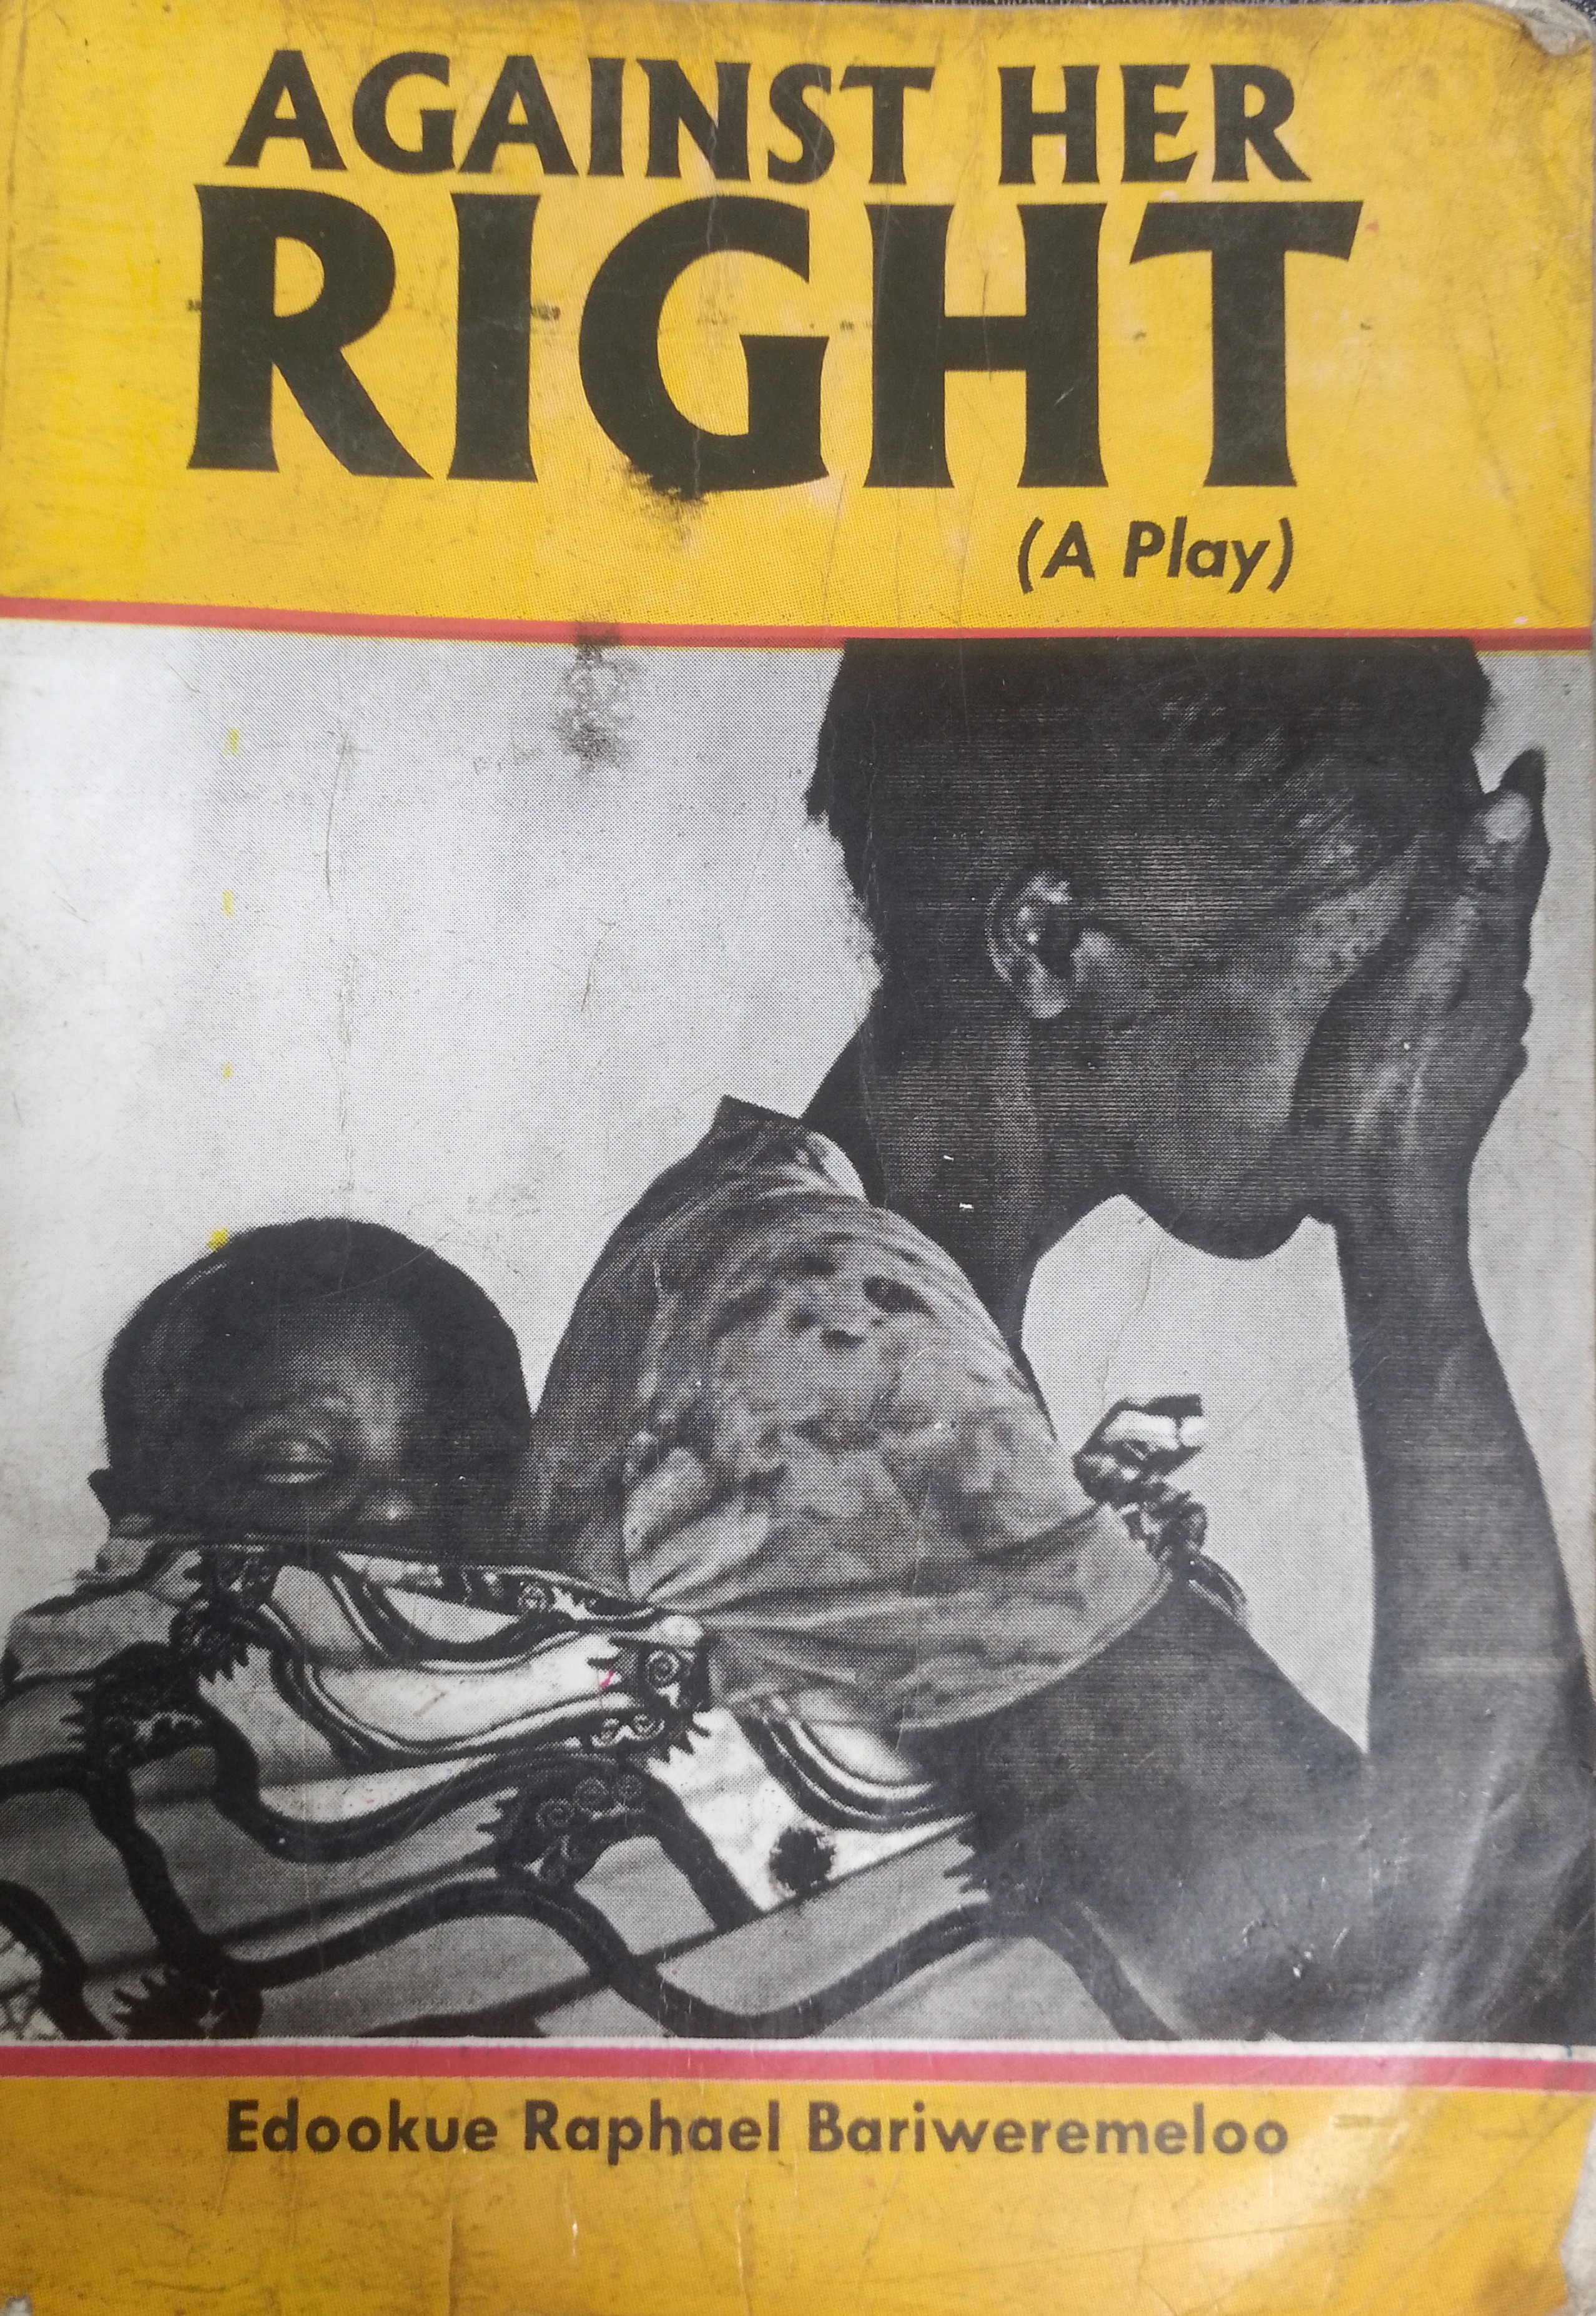 AGAINST HER
RIGHT
(A Play)
Edookue Raphael Bariweremeloo